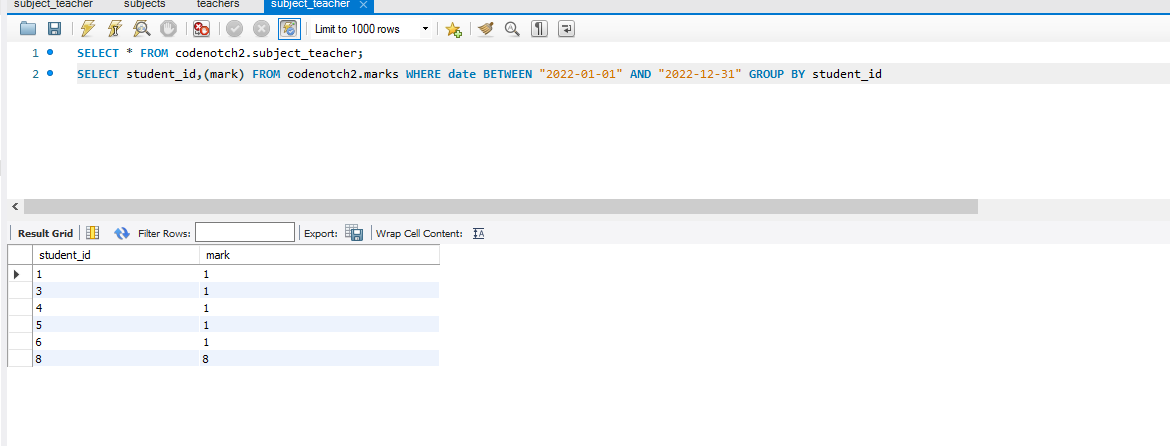 subject_teacher subjects teachers subject_teacher
Limit to 1000 rows
1 SELECT * FROM codenotch2.subject_teacher;
2 SELECT student_id,(mark) FROM codenotch2.marks WHERE date BETWEEN "2022-01-01" AND "2022-12-31" GROUP BY student_id
Result Grid Filter Rows: Export: Wrap Cell Content: IA
student_id mark
1 1
3 1
4 1
5 1
6 1
8 8